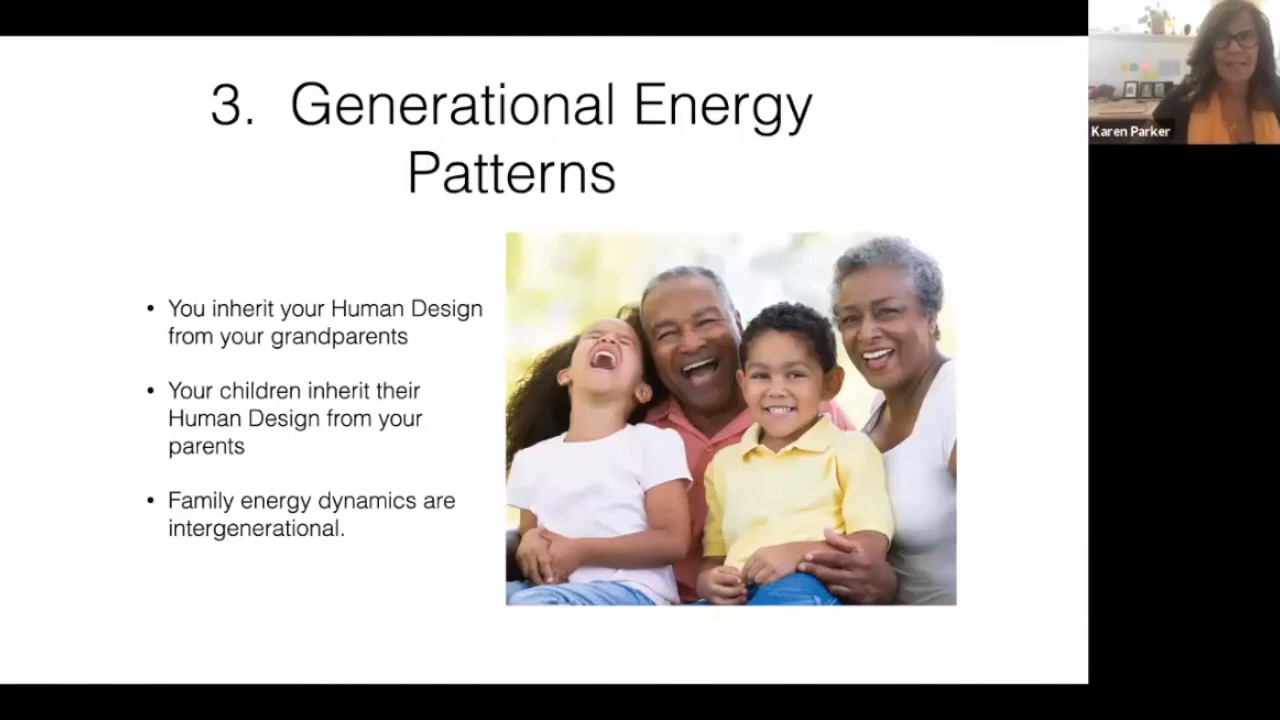 3. Generational Energy
Patterns
• You inherit your Human Design
from your grandparents
• Your children inherit their
Human Design from your
parents
• Family energy dynamics are
intergenerational.
Karen Parker